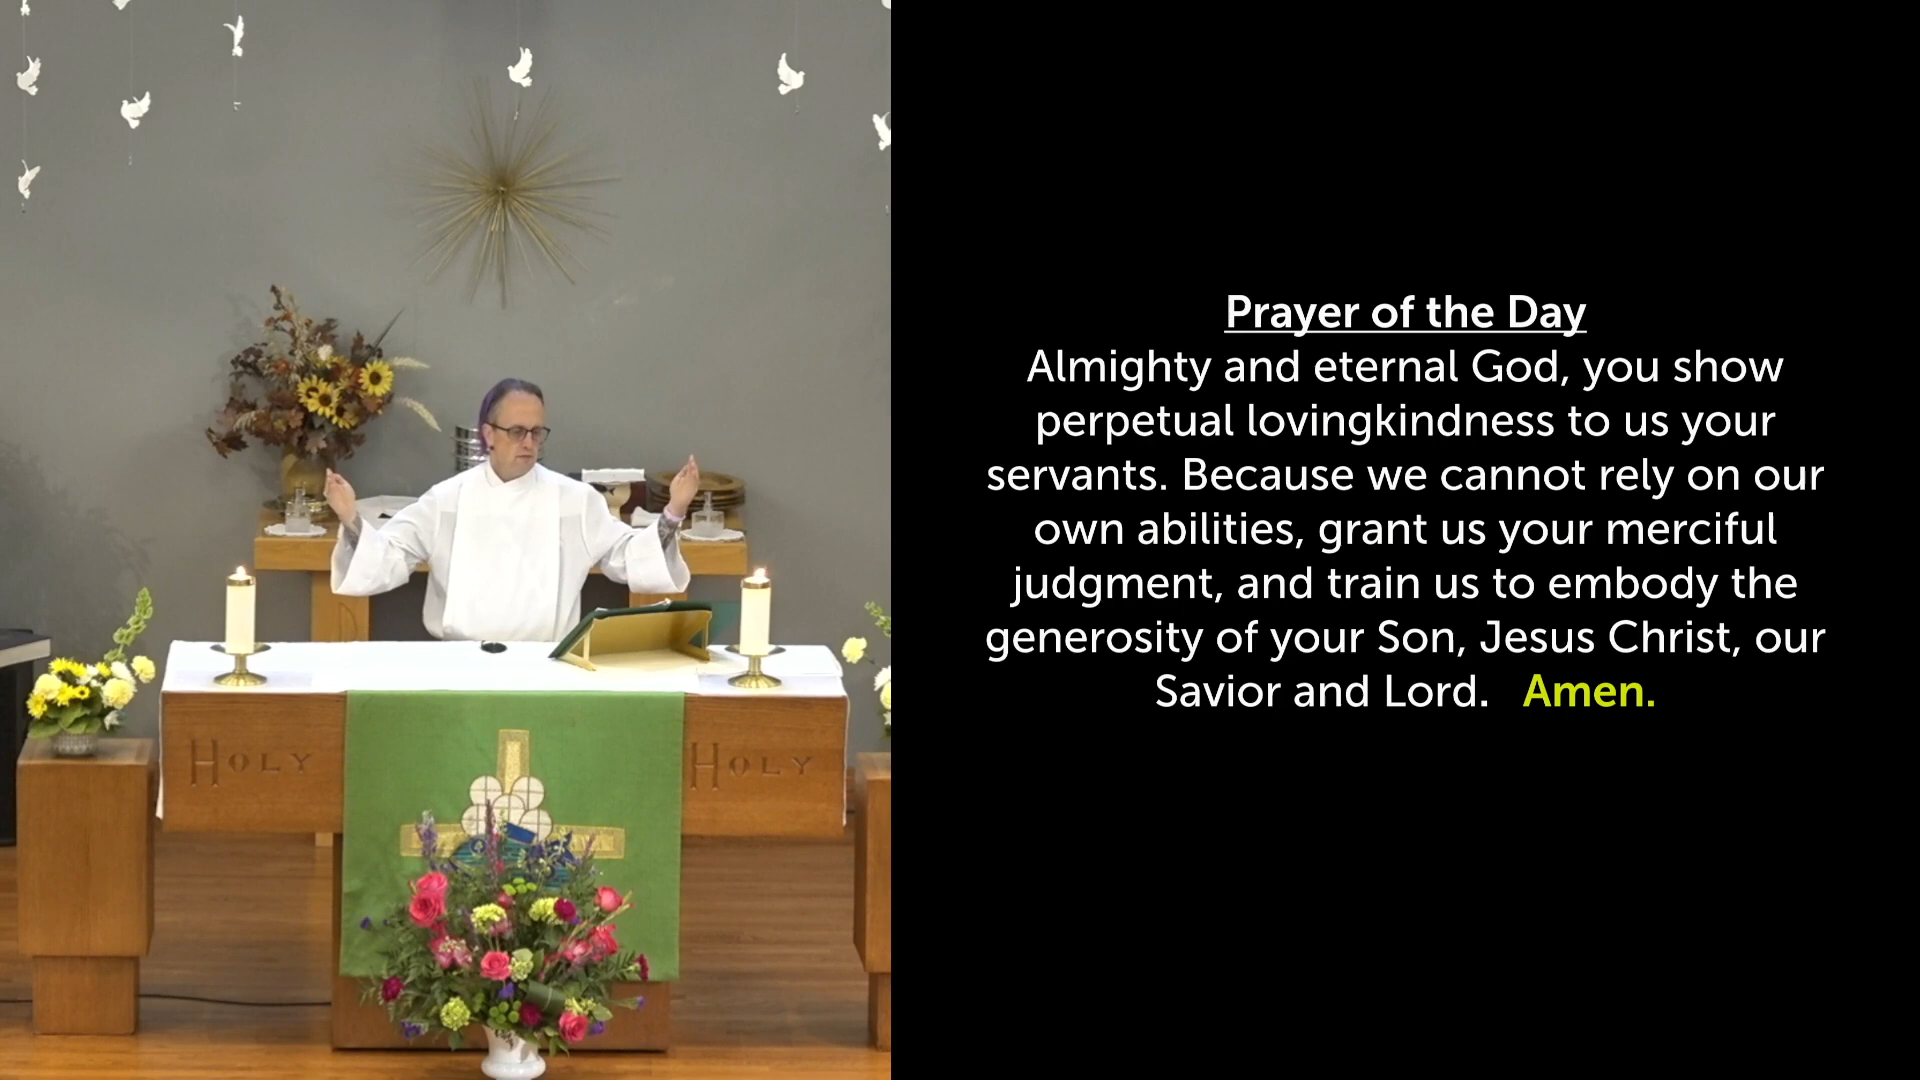 Prayer of the Day
Almighty and eternal God, you show
perpetual lovingkindness to us your
servants. Because we cannot rely on our
own abilities, grant us your merciful
judgment, and train us to embody the
generosity of your Son, Jesus Christ, our
Savior and Lord.   Amen.
HOLY
HOLY